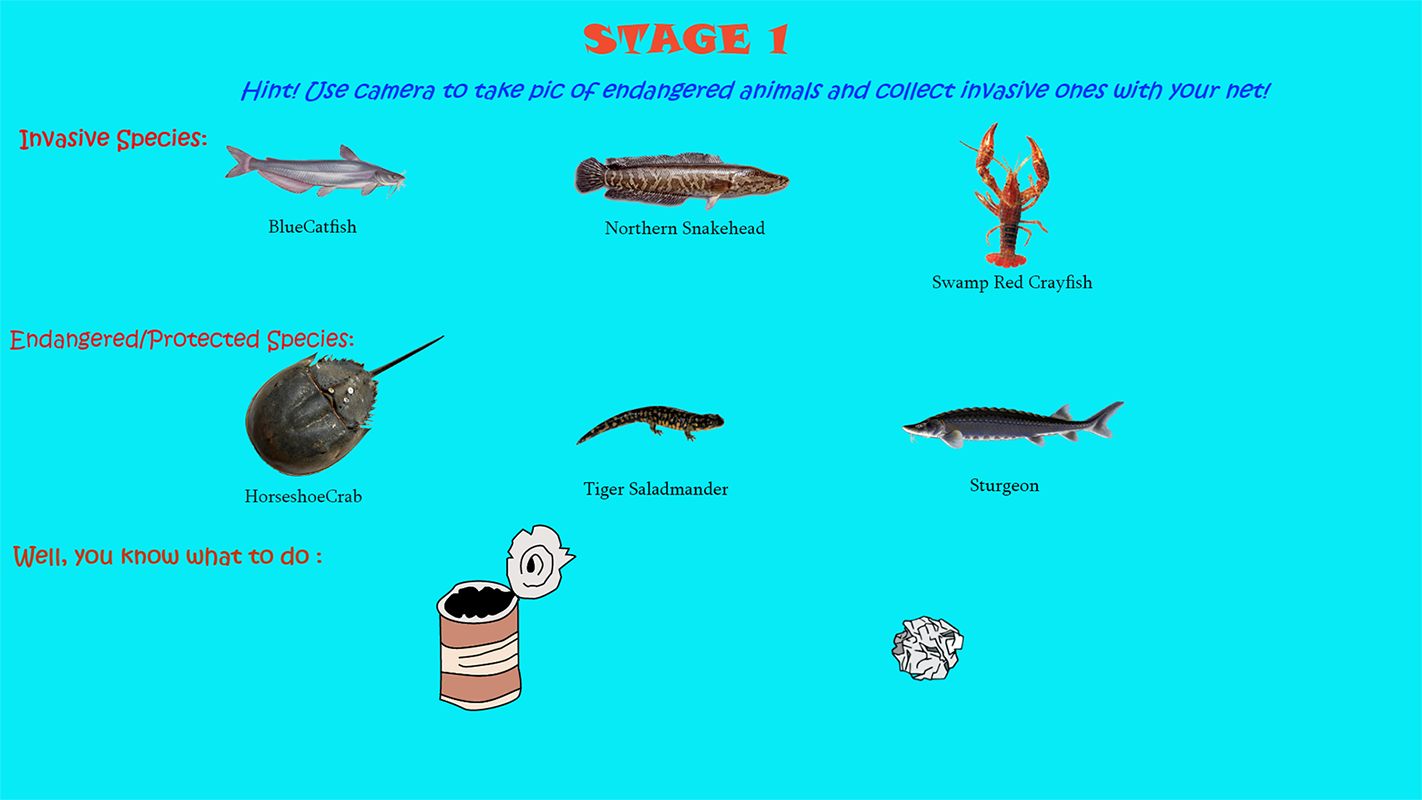 STAGE 1
Hint! Use camera to take pic of endangered animals and collect invasive ones with your net!
Invasive Species:
BlueCatfish
Northern Snakehead
Swamp Red Crayfish
Endangered/Protected Species:
HorseshoeCrab
Tiger Saladmander
Sturgeon
Well, you know what to do :